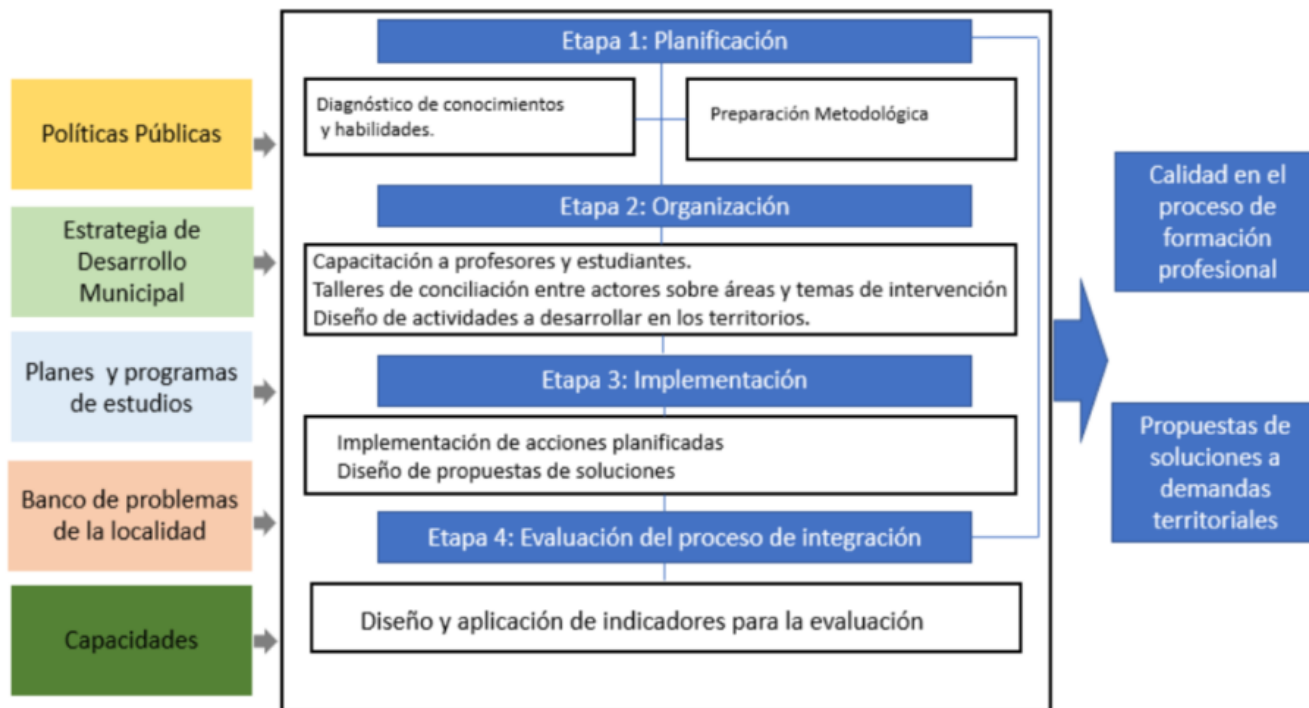 Políticas Públicas
Estrategia de
Desarrollo
Municipal
Planes y programas
de estudios
Banco de problemas
de la localidad
Capacidades
Etapa 1: Planificación
Diagnóstico de conocimientos
y habilidades.
Preparación Metodológica
Etapa 2: Organización
Capacitación a profesores y estudiantes.
Talleres de conciliación entre actores sobre áreas y temas de intervención
Diseño de actividades a desarrollar en los territorios.
Etapa 3: Implementación
Implementación de acciones planificadas
Diseño de propuestas de soluciones
Etapa 4: Evaluación del proceso de integración
Diseño y aplicación de indicadores para la evaluación
Calidad en el
proceso de
formación
profesional
Propuestas de
soluciones a
demandas
territoriales